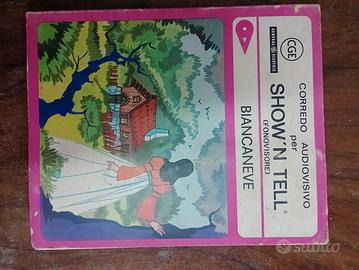 CGE
GENERAL ELECTRIC
CORREDO AUDIOVISIVO
per
SHOW'N TELL®
(FONOVISORE)
BIANCANEVE
subito